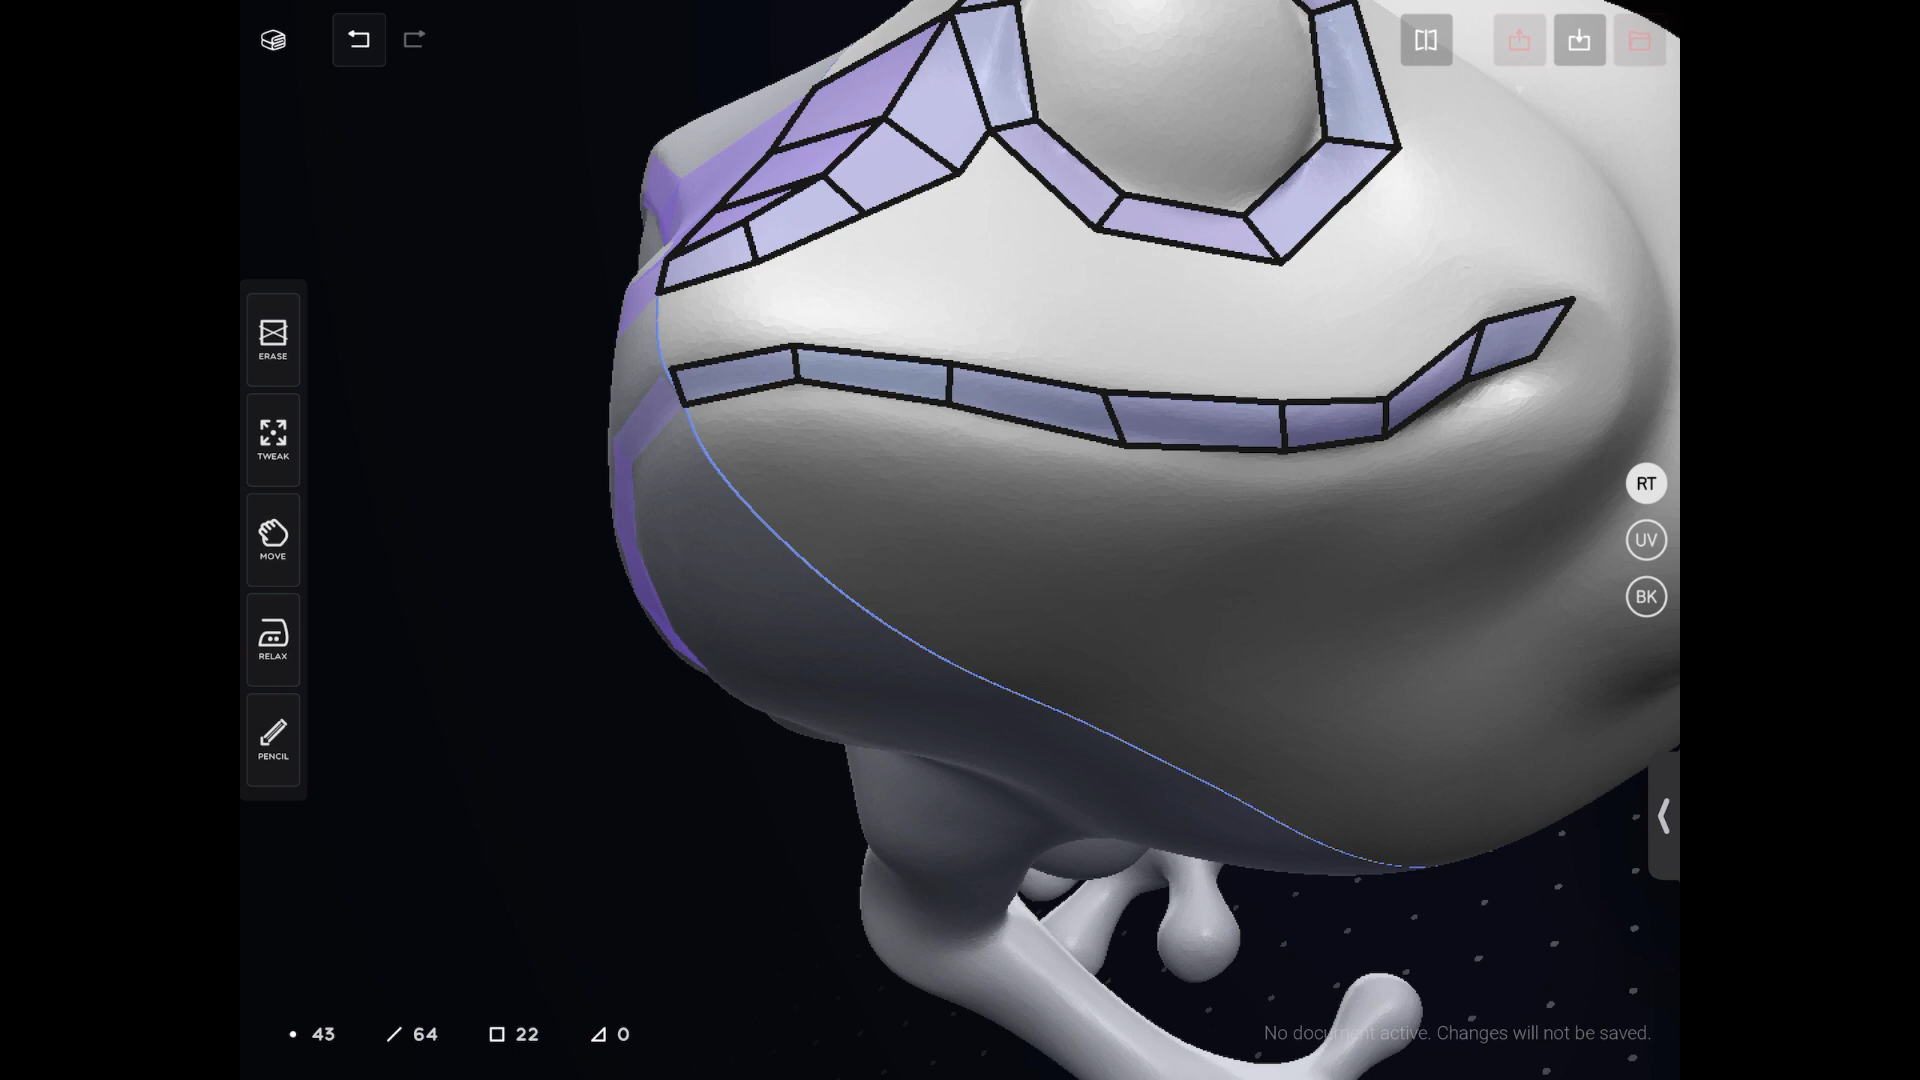 ERASE
TWEAK
MOVE
RELAX
PENCIL
RT
UV
BK
43
64
22
0
No document active. Changes will not be saved.